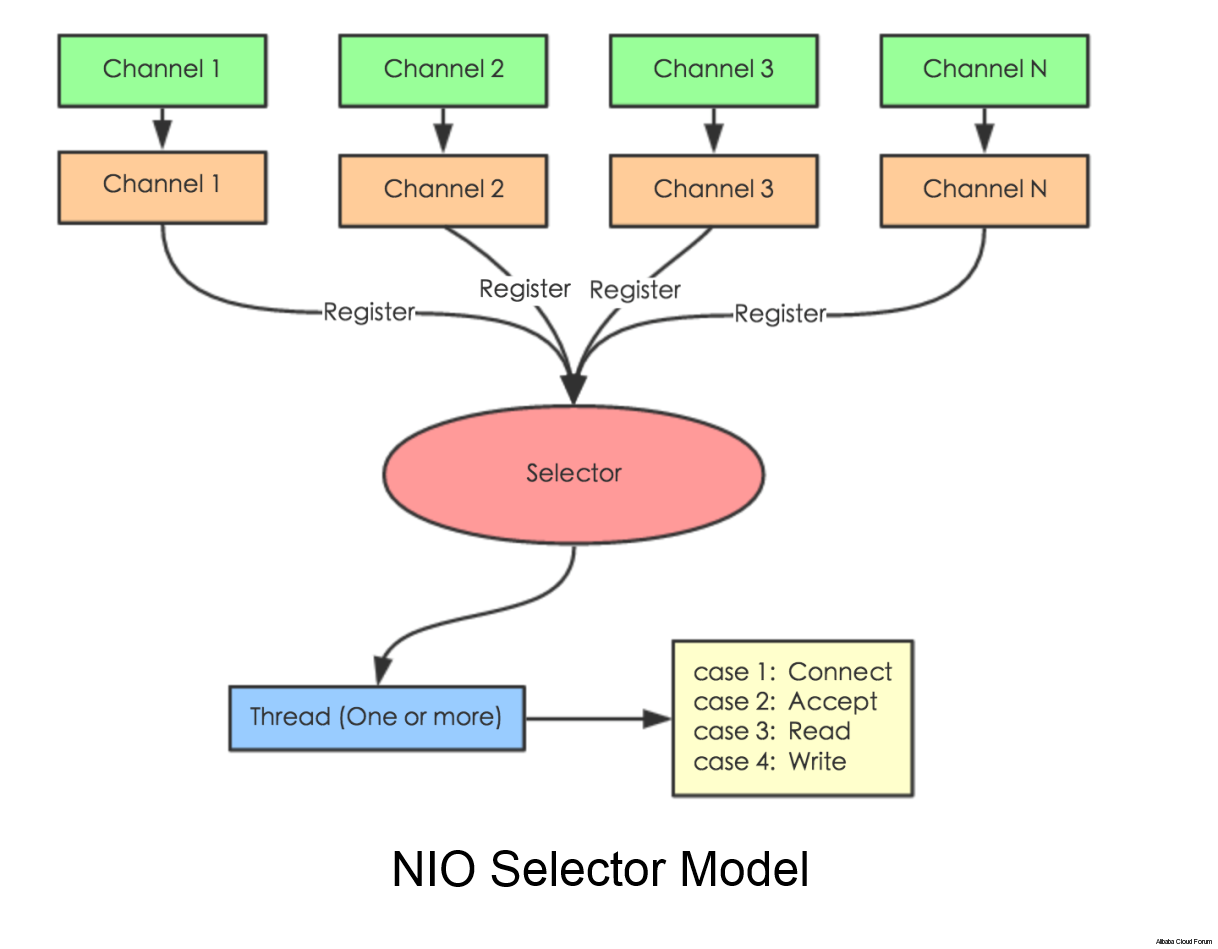 Channel 1
Channel 2
Channel 3
Channel N
Channel 1
Channel 2
Channel 3
Channel N
Register
Register
Register
Register
Selector
Thread (One or more)
case 1: Connect
case 2: Accept
case 3: Read
case 4: Write
NIO Selector Model
Alibaba Cloud Forum